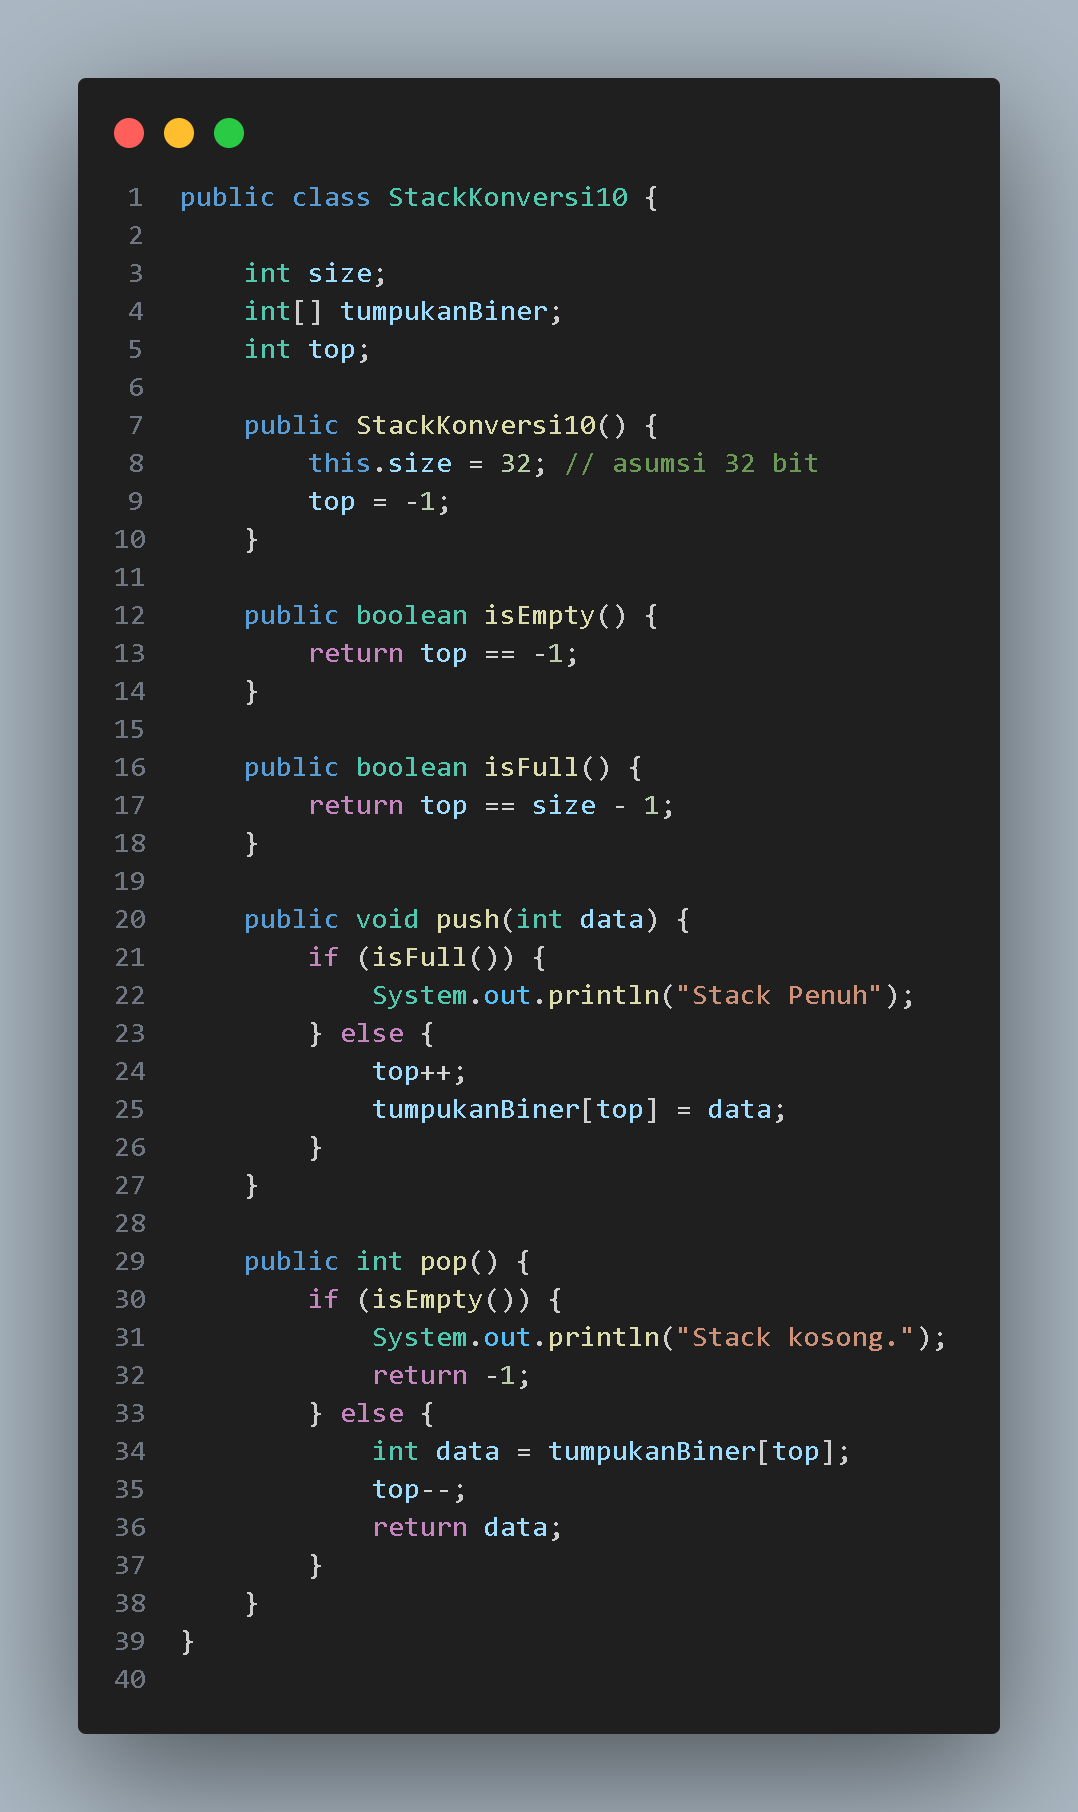 1 public class StackKonversi10 {
2
3     int size;
4     int[] tumpukanBiner;
5     int top;
6
7     public StackKonversi10() {
8         this.size = 32; // asumsi 32 bit
9         top = -1;
10     }
11
12     public boolean isEmpty() {
13         return top == -1;
14     }
15
16     public boolean isFull() {
17         return top == size - 1;
18     }
19
20     public void push(int data) {
21         if (isFull()) {
22             System.out.println("Stack Penuh");
23         } else {
24             top++;
25             tumpukanBiner[top] = data;
26         }
27     }
28
29     public int pop() {
30         if (isEmpty()) {
31             System.out.println("Stack kosong.");
32             return -1;
33         } else {
34             int data = tumpukanBiner[top];
35             top--;
36             return data;
37         }
38     }
39 }
40